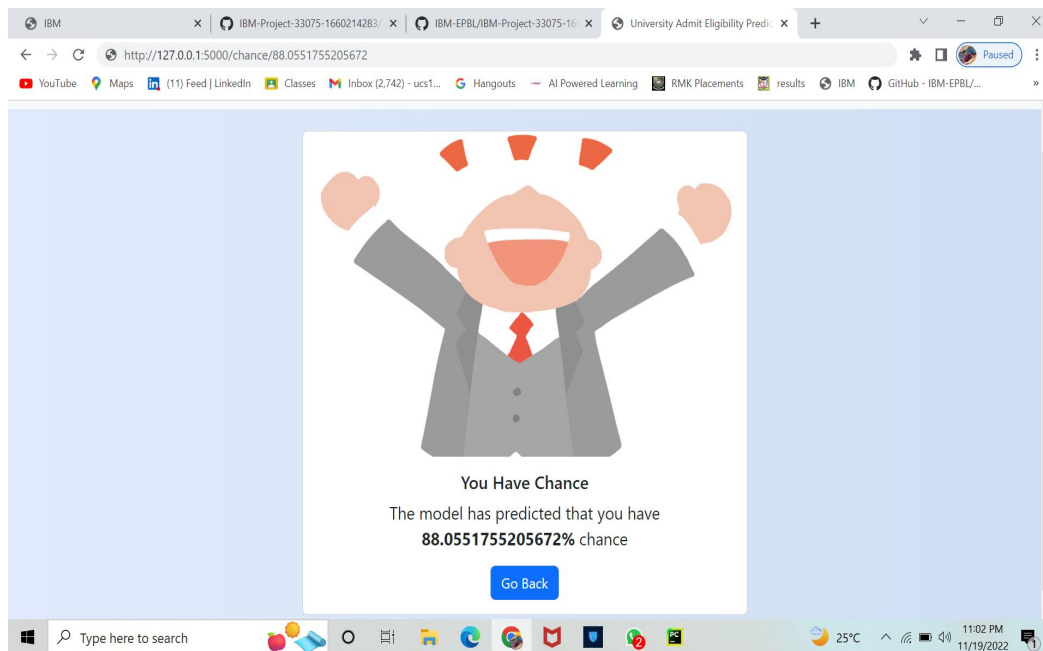 IBM
IBM-Project-33075-1660214283/
IBM-EPBL/IBM-Project-33075-16
University Admit Eligibility Predic
http://127.0.0.1:5000/chance/88.0551755205672
Paused
YouTube Maps (11) Feed | LinkedIn Classes Inbox (2,742) - ucs1... Hangouts AI Powered Learning RMK Placements results IBM GitHub - IBM-EPBL/... »
You Have Chance
The model has predicted that you have
88.0551755205672% chance
Go Back
Type here to search
2
PC
25°C
11:02 PM
11/19/2022
1